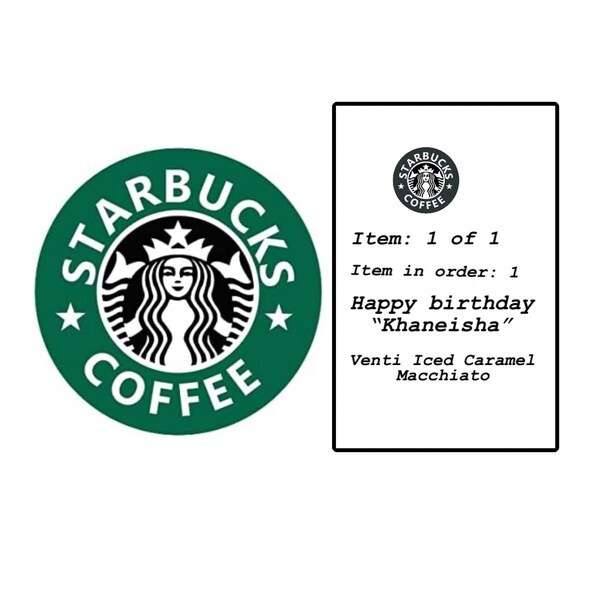 STARBUCKS
COFFEE
STARBUCKS
COFFEE
Item: 1 of 1
Item in order: 1
Happy birthday
“Khaneisha”
Venti Iced Caramel
Macchiato